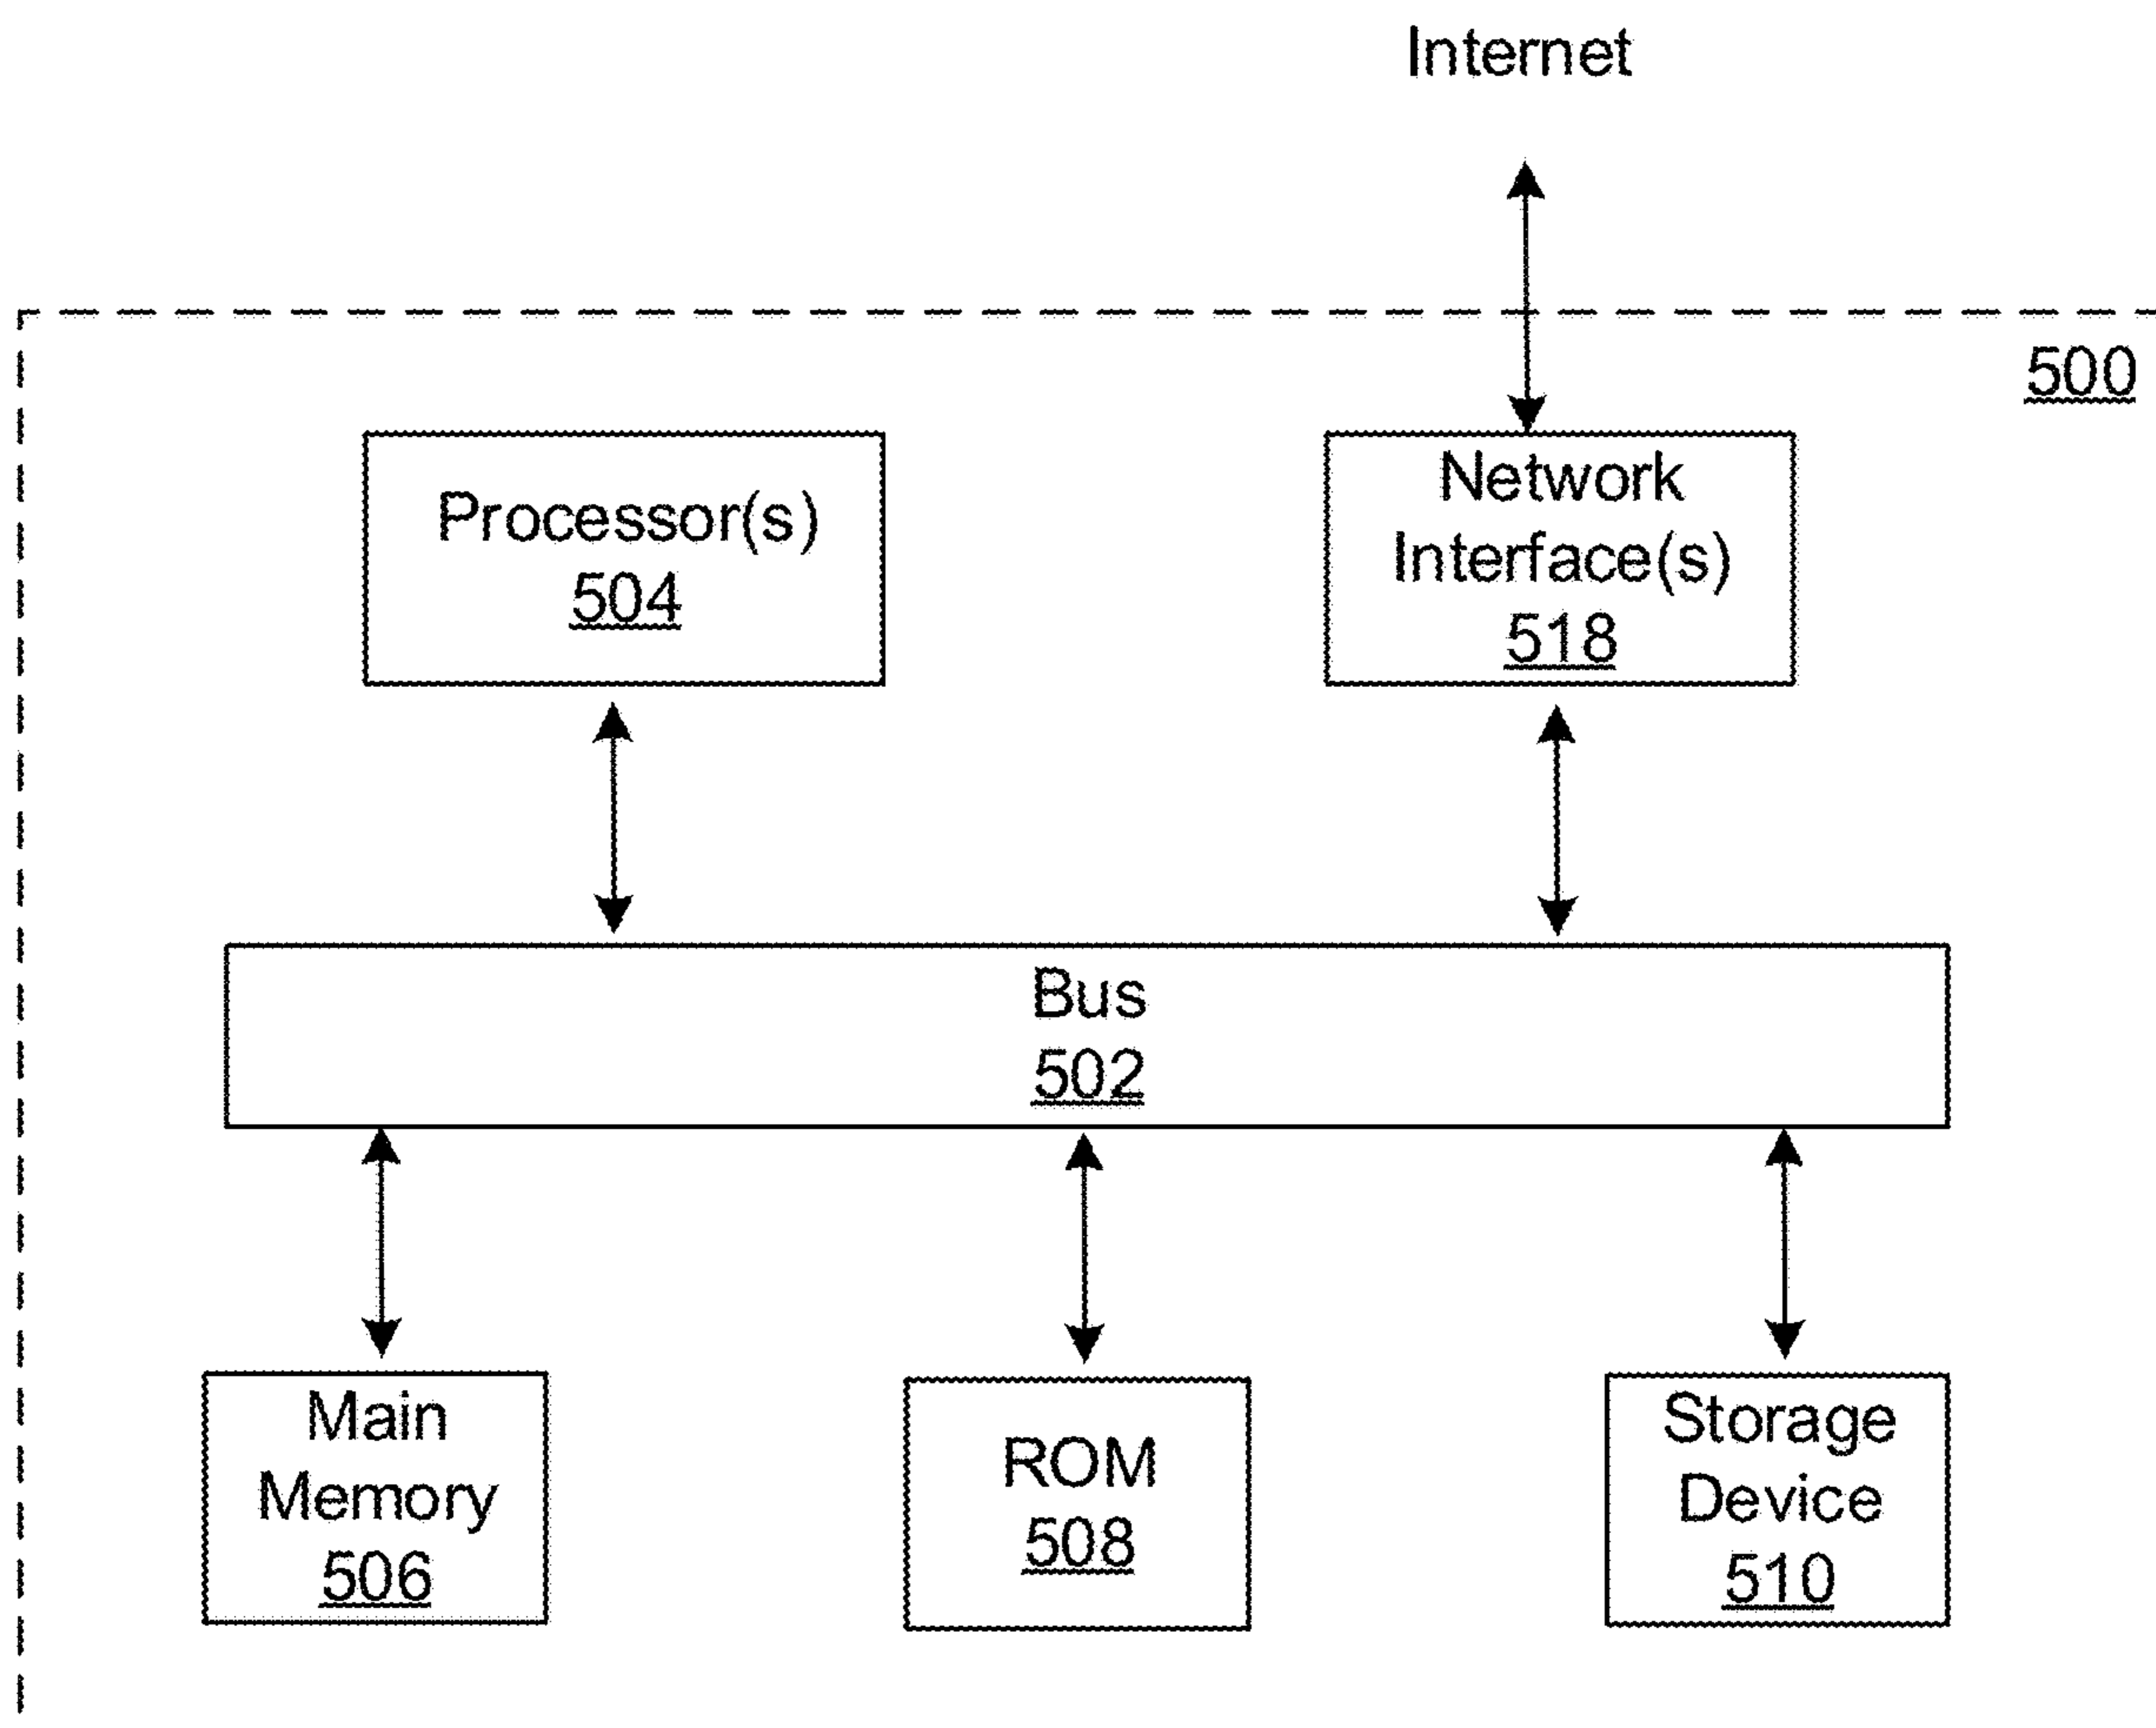 Internet
500
Processor(s)
504
Network
Interface(s)
518
Bus
502
Main
Memory
506
ROM
508
Storage
Device
510